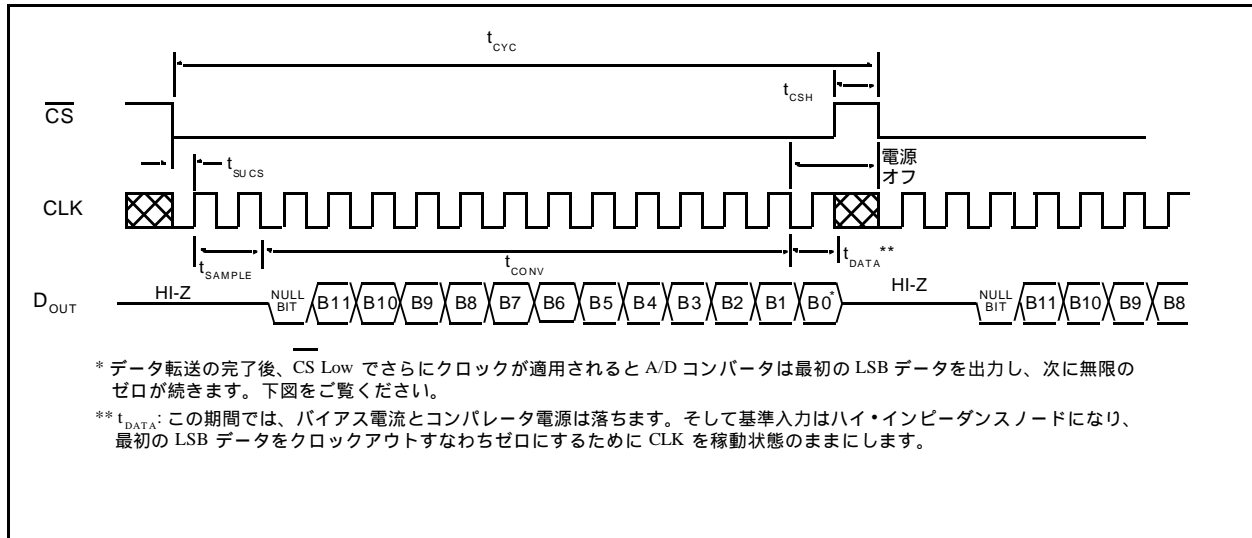 tCYC
tCSH
CS
電源
オフ
tSUCS
CLK
tSAMPLE
tCONV
tDATA**
DOUT
HI-Z
NULL BIT B11 B10 B9 B8 B7 B6 B5 B4 B3 B2 B1 B0*
HI-Z
NULL BIT B11 B10 B9 B8
* データ転送の完了後、CS Low でさらにクロックが適用されると A/D コンバータは最初の LSB データを出力し、次に無限の
ゼロが続きます。下図をご覧ください。
** tDATA: この期間では、バイアス電流とコンパレータ電源は落ちます。そして基準入力はハイ・インピーダンスノードになり、
最初の LSB データをクロックアウトすなわちゼロにするために CLK を稼動状態のままにします。